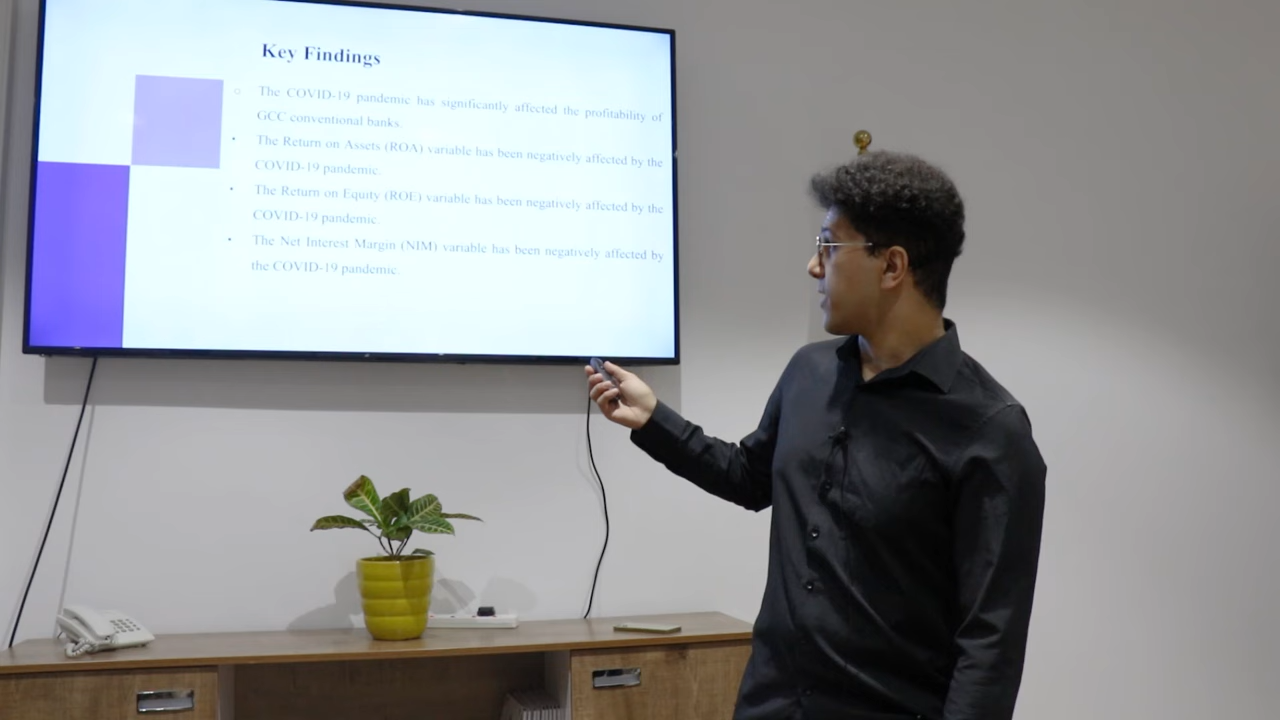 Key Findings
The COVID-19 pandemic has significantly affected the profitability of
GCC conventional banks.
The Return on Assets (ROA) variable has been negatively affected by the
COVID-19 pandemic.
The Return on Equity (ROE) variable has been negatively affected by the
COVID-19 pandemic.
The Net Interest Margin (NIM) variable has been negatively affected by
the COVID-19 pandemic.